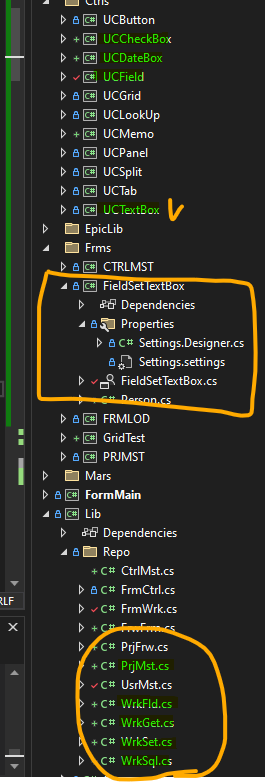 Ctrls
UCButton
UCCheckBox
UCDateBox
UCField
UCGrid
UCLookUp
UCMemo
UCPanel
UCSplit
UCTab
UCTextBox
EpicLib
Frms
CTRLMST
FieldSetTextBox
Dependencies
Properties
C# Settings.Designer.cs
Settings.settings
FieldSetTextBox.cs
C# Person.cs
FRMLOD
GridTest
PRJMST
Mars
FormMain
Lib
Dependencies
Repo
C# CtrlMst.cs
C# FrmCtrl.cs
C# FrmWrk.cs
C# FrwFrm.cs
C# PrjFrw.cs
C# PrjMst.cs
C# UsrMst.cs
C# WrkFld.cs
C# WrkGet.cs
C# WrkSet.cs
C# WrkSql.cs
RLF